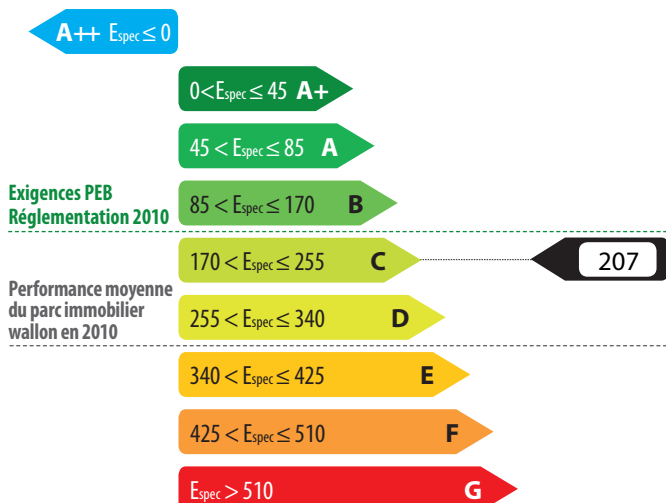 A++ Espec ≤ 0
0<Espec ≤ 45 A+
45 < Espec ≤ 85 A
Exigences PEB
Réglementation 2010
85 < Espec ≤ 170 B
170 < Espec ≤ 255 C
207
Performance moyenne
du parc immobilier
wallon en 2010
255 < Espec ≤ 340 D
340 < Espec ≤ 425 E
425 < Espec ≤ 510 F
Espec > 510 G